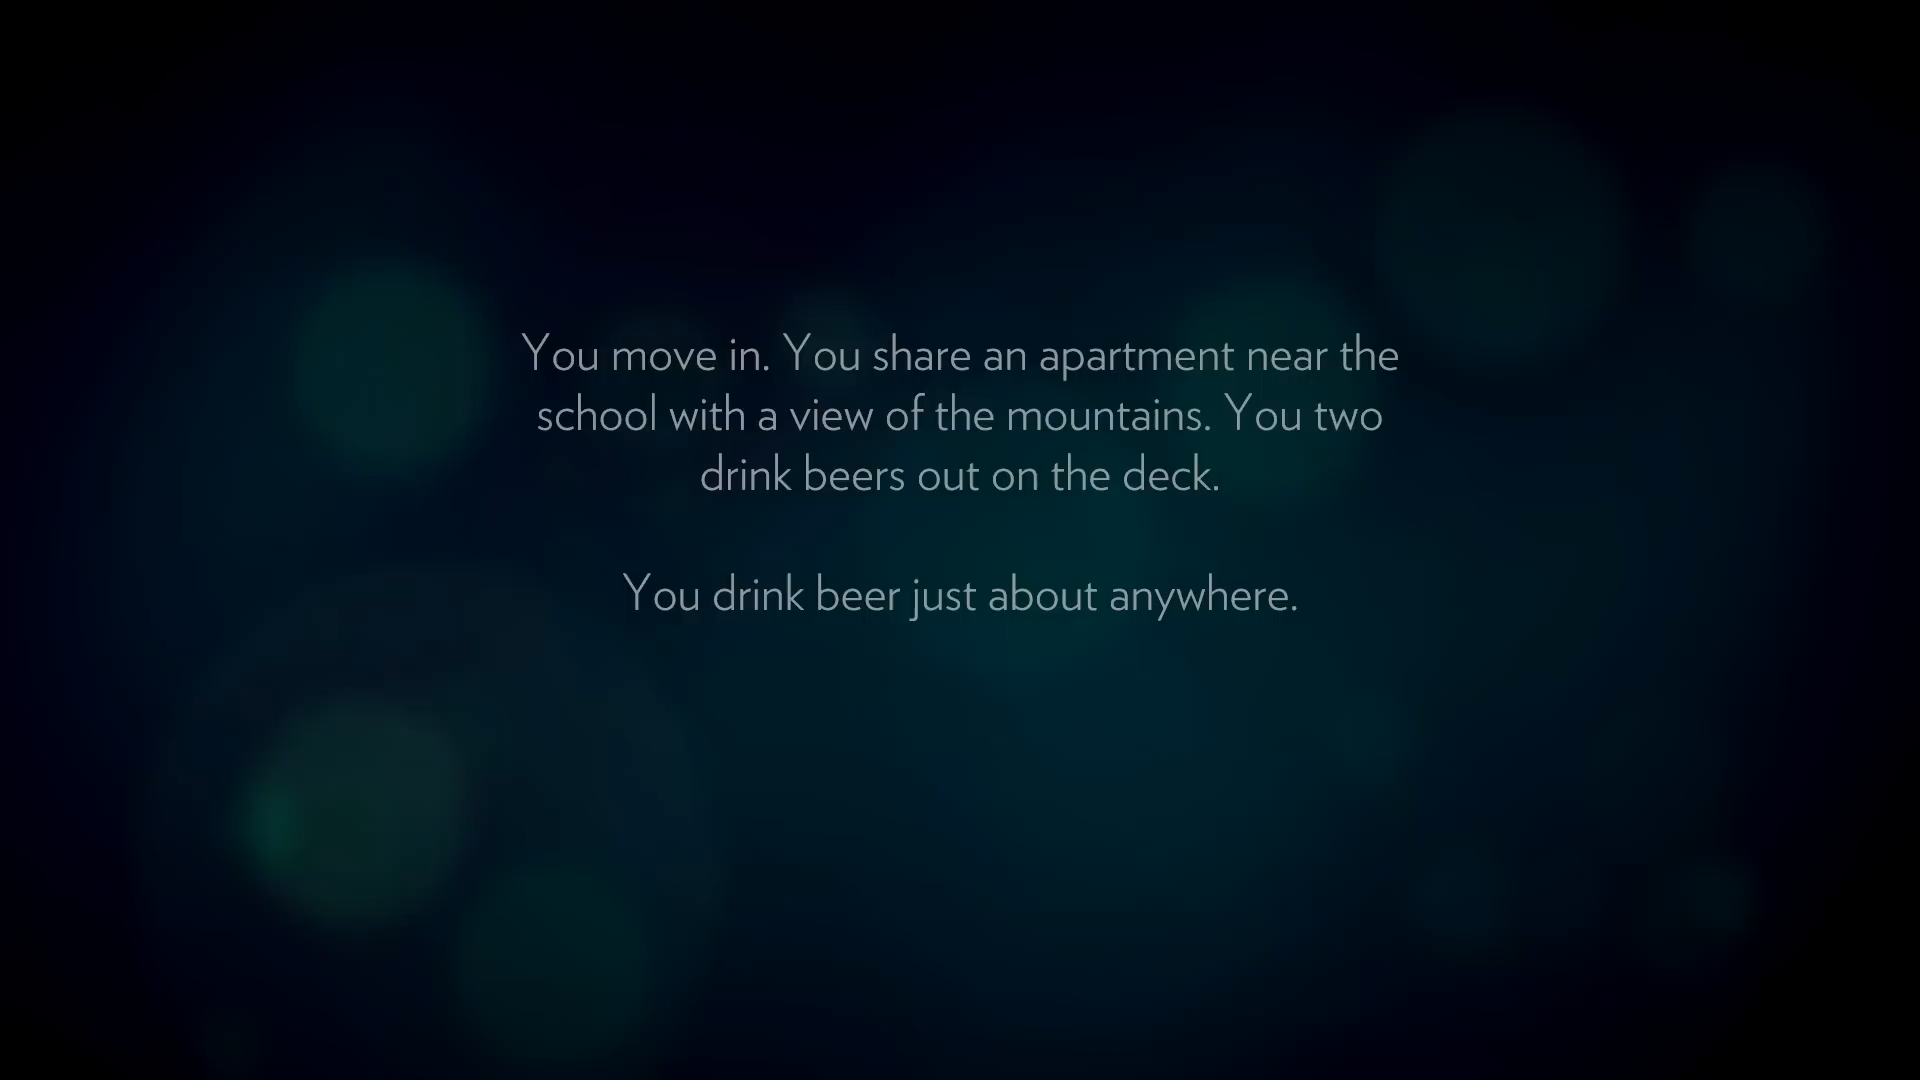 You move in. You share an apartment near the
school with a view of the mountains. You two
drink beers out on the deck.
You drink beer just about anywhere.